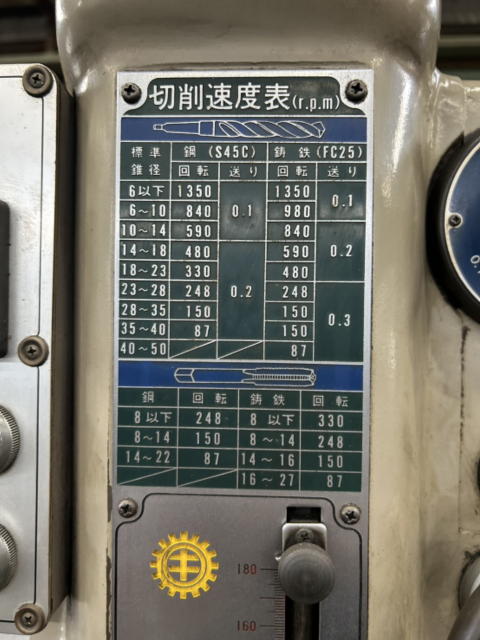 切削速度表(r.p.m)
標準錐径 鋼 (S45C) 鋳鉄 (FC25)
回転 送り 回転 送り
6以下 1350 0.1 1350 0.1
6～10 840 980
10～14 590 840 0.2
14～18 480 0.2 590
18～23 330 480
23～28 248 248 0.3
28～35 150 150
35～40 87 150
40～50 87
鋼 回転 鋳鉄 回転
8以下 248 8以下 330
8～14 150 8～14 248
14～22 87 14～16 150
16～27 87
180
160